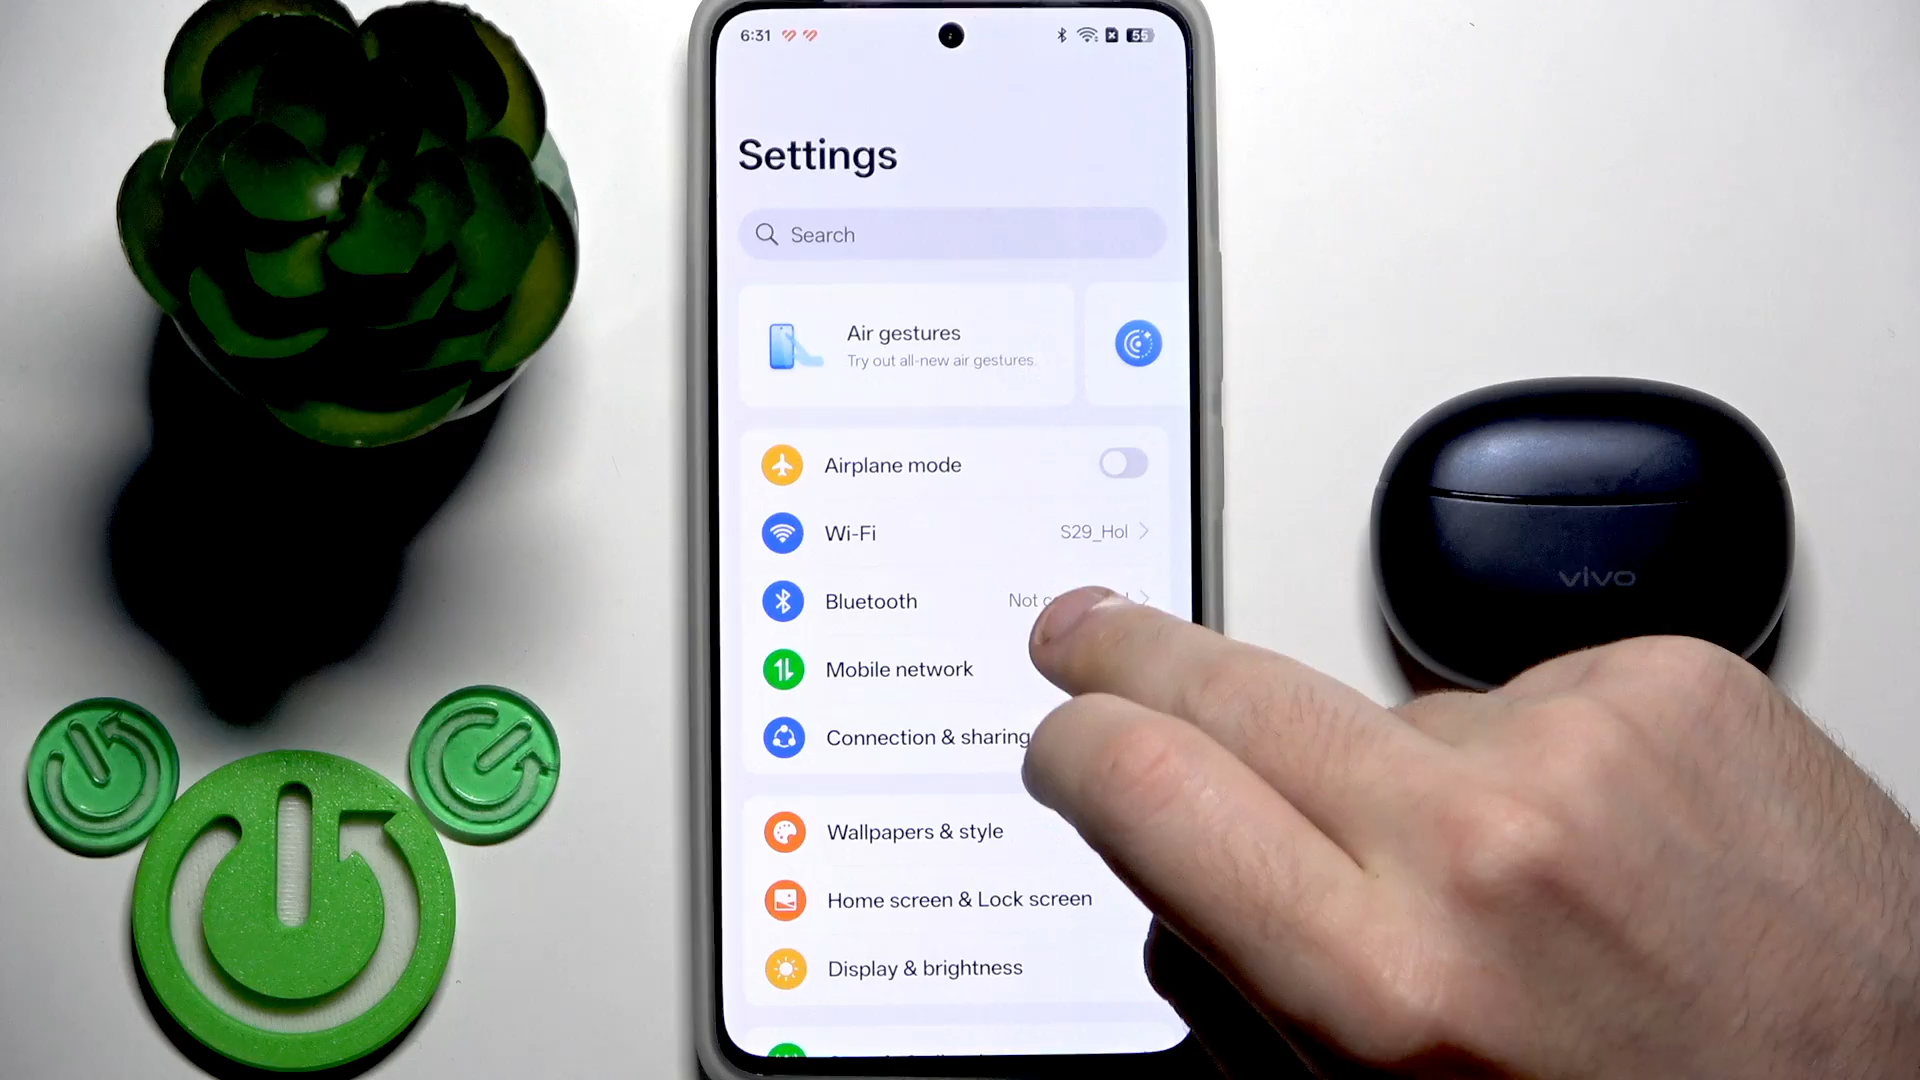 6:31
55
Settings
Search
Air gestures
Try out all-new air gestures.
Airplane mode
Wi-Fi S29_Hol
Bluetooth Not
Mobile network
Connection & sharing
Wallpapers & style
Home screen & Lock screen
Display & brightness
vivo